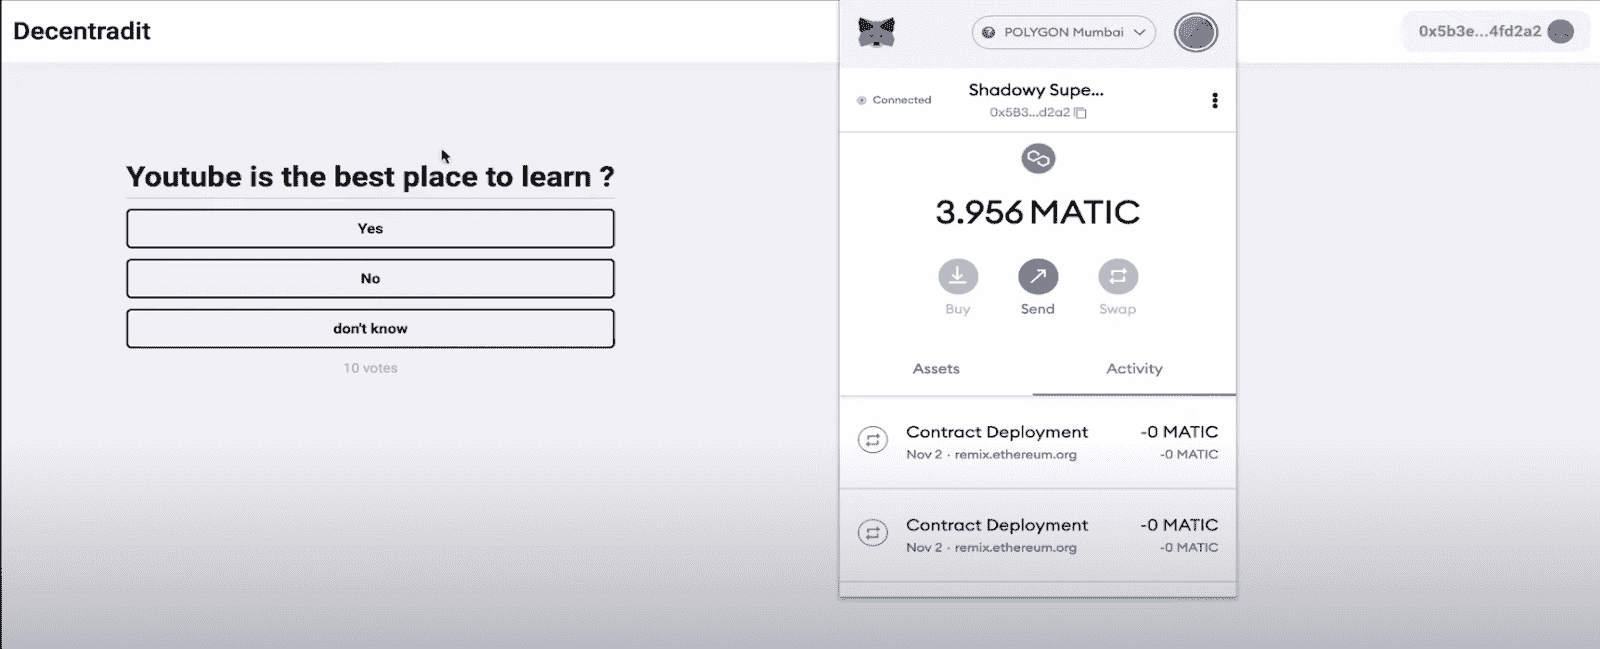 Decentradit
POLYGON Mumbai
0x5b3e...4fd2a2
Connected
Shadowy Supe...
0x5B3...d2a2
Youtube is the best place to learn ?
Yes
No
don't know
10 votes
3.956 MATIC
Buy
Send
Swap
Assets
Activity
Contract Deployment
-0 MATIC
Nov 2 · remix.ethereum.org
-0 MATIC
Contract Deployment
-0 MATIC
Nov 2 · remix.ethereum.org
-0 MATIC